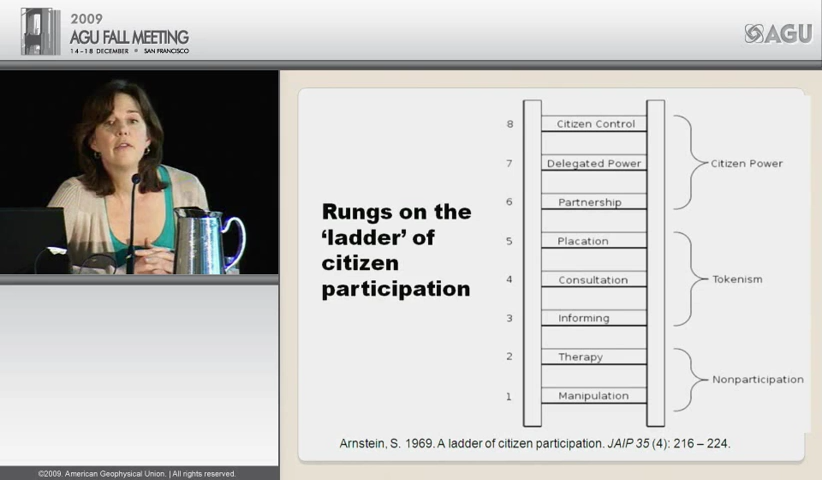 2009
AGU FALL MEETING
14 - 18 DECEMBER • SAN FRANCISCO
AGU
Rungs on the
‘ladder’ of
citizen
participation
8 Citizen Control
7 Delegated Power
6 Partnership
Citizen Power
5 Placation
4 Consultation
3 Informing
Tokenism
2 Therapy
1 Manipulation
Nonparticipation
Arnstein, S. 1969. A ladder of citizen participation. JAIP 35 (4): 216 – 224.
©2009. American Geophysical Union. | All rights reserved.